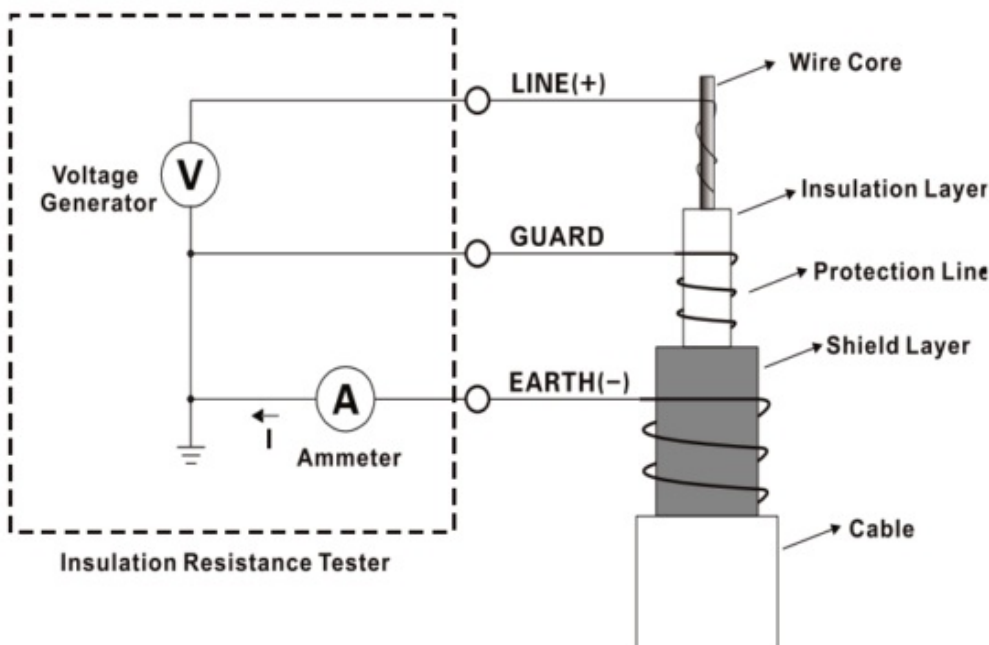 LINE(+)
Wire Core
V
Voltage
Generator
Insulation Layer
GUARD
Protection Line
Shield Layer
EARTH(-)
A
I
Ammeter
Cable
Insulation Resistance Tester